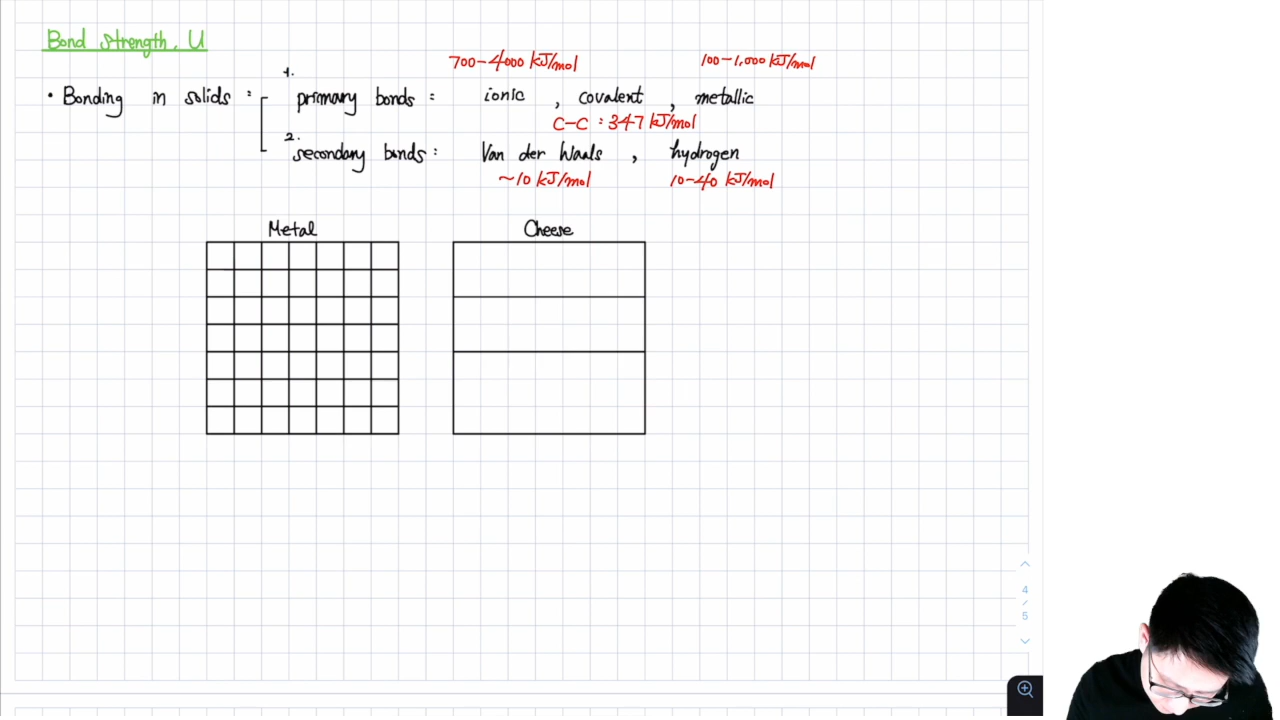 Bond strength, U
700-4000 kJ/mol 100-1,000 kJ/mol
1.
• Bonding in solids : primary bonds : ionic , covalent , metallic
C-C : 347 kJ/mol
2.
secondary bonds : Van der Waals , hydrogen
~10 kJ/mol 10-40 kJ/mol
Metal Cheese
4
/
5